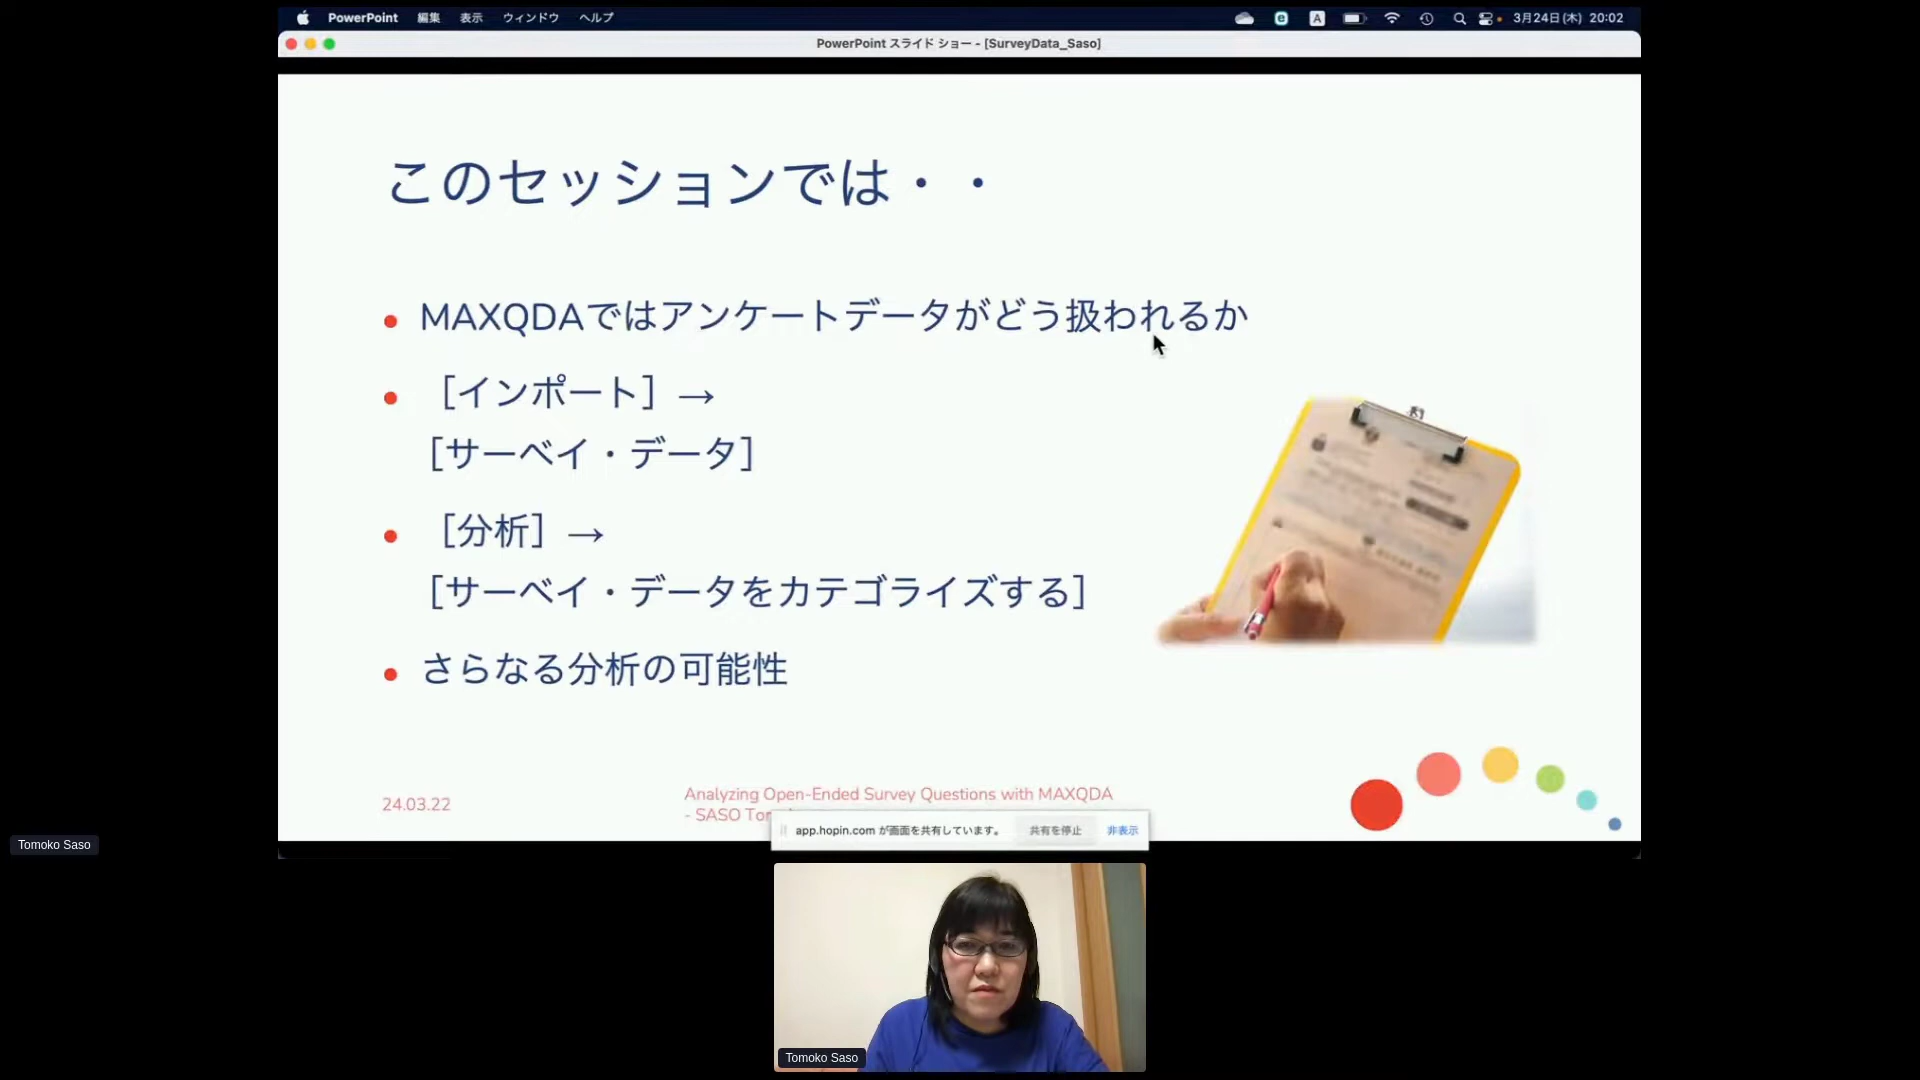 PowerPoint 編集 表示 ウィンドウ ヘルプ
A 3月24日(木) 20:02
PowerPoint スライド ショー - [SurveyData_Saso]
このセッションでは・・
MAXQDAではアンケートデータがどう扱われるか
［インポート］→
[サーベイ・データ]
［分析］→
[サーベイ・データをカテゴライズする]
さらなる分析の可能性
24.03.22
Analyzing Open-Ended Survey Questions with MAXQDA
- SASO
app.hopin.com が画面を共有しています。 共有を停止 非表示
Tomoko Saso
Tomoko Saso